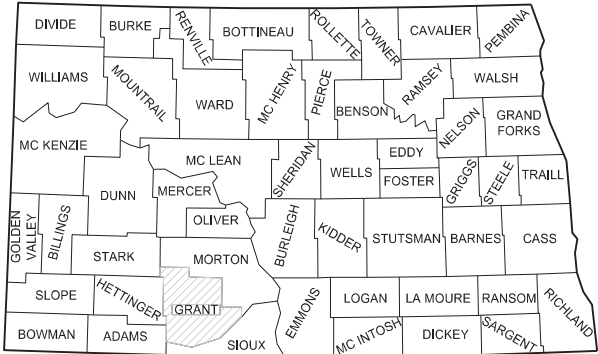 DIVIDE
BURKE
RENVILLE
BOTTINEAU
ROLLETTE
TOWNER
CAVALIER
PEMBINA
WILLIAMS
MOUNTRAIL
WARD
MC HENRY
PIERCE
BENSON
RAMSEY
WALSH
MC KENZIE
NELSON
GRAND
FORKS
MC LEAN
SHERIDAN
WELLS
EDDY
FOSTER
GRIGGS
STEELE
TRAILL
DUNN
MERCER
OLIVER
GOLDEN
VALLEY
BILLINGS
STARK
MORTON
BURLEIGH
KIDDER
STUTSMAN
BARNES
CASS
SLOPE
HETTINGER
GRANT
EMMONS
LOGAN
LA MOURE
RANSOM
RICHLAND
BOWMAN
ADAMS
SIOUX
MC INTOSH
DICKEY
SARGENT